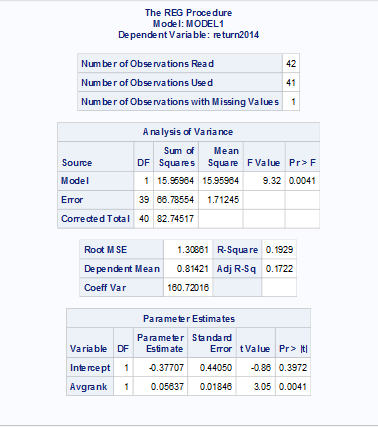 The REG Procedure
Model: MODEL1
Dependent Variable: return2014
Number of Observations Read 42
Number of Observations Used 41
Number of Observations with Missing Values 1
Analysis of Variance
Source DF Sum of Squares Mean Square F Value Pr > F
Model 1 15.95964 15.95964 9.32 0.0041
Error 39 66.78554 1.71245
Corrected Total 40 82.74517
Root MSE 1.30861 R-Square 0.1929
Dependent Mean 0.81421 Adj R-Sq 0.1722
Coeff Var 160.72016
Parameter Estimates
Variable DF Parameter Estimate Standard Error t Value Pr > |t|
Intercept 1 -0.37707 0.44050 -0.86 0.3972
Avgrank 1 0.05637 0.01846 3.05 0.0041